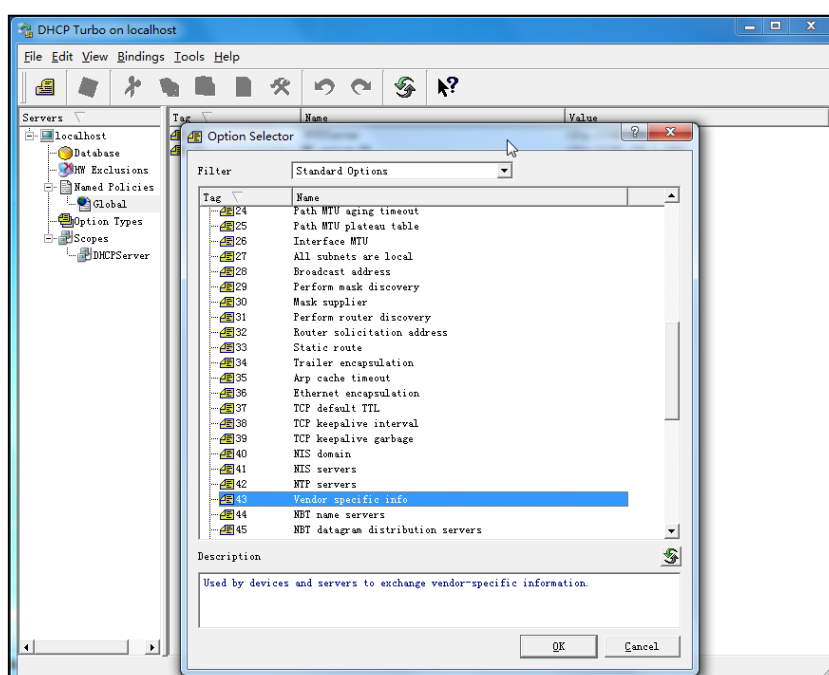 DHCP Turbo on localhost
File Edit View Bindings Tools Help
Servers
Tag Name Value
localhost
Database
HW Exclusions
Named Policies
Global
Option Types
Scopes
DHCPServer
Option Selector
Filter Standard Options
Tag Name
24 Path MTU aging timeout
25 Path MTU plateau table
26 Interface MTU
27 All subnets are local
28 Broadcast address
29 Perform mask discovery
30 Mask supplier
31 Perform router discovery
32 Router solicitation address
33 Static route
34 Trailer encapsulation
35 Arp cache timeout
36 Ethernet encapsulation
37 TCP default TTL
38 TCP keepalive interval
39 TCP keepalive garbage
40 NIS domain
41 NIS servers
42 NTP servers
43 Vendor specific info
44 NBT name servers
45 NBT datagram distribution servers
Description
Used by devices and servers to exchange vendor-specific information.
OK Cancel